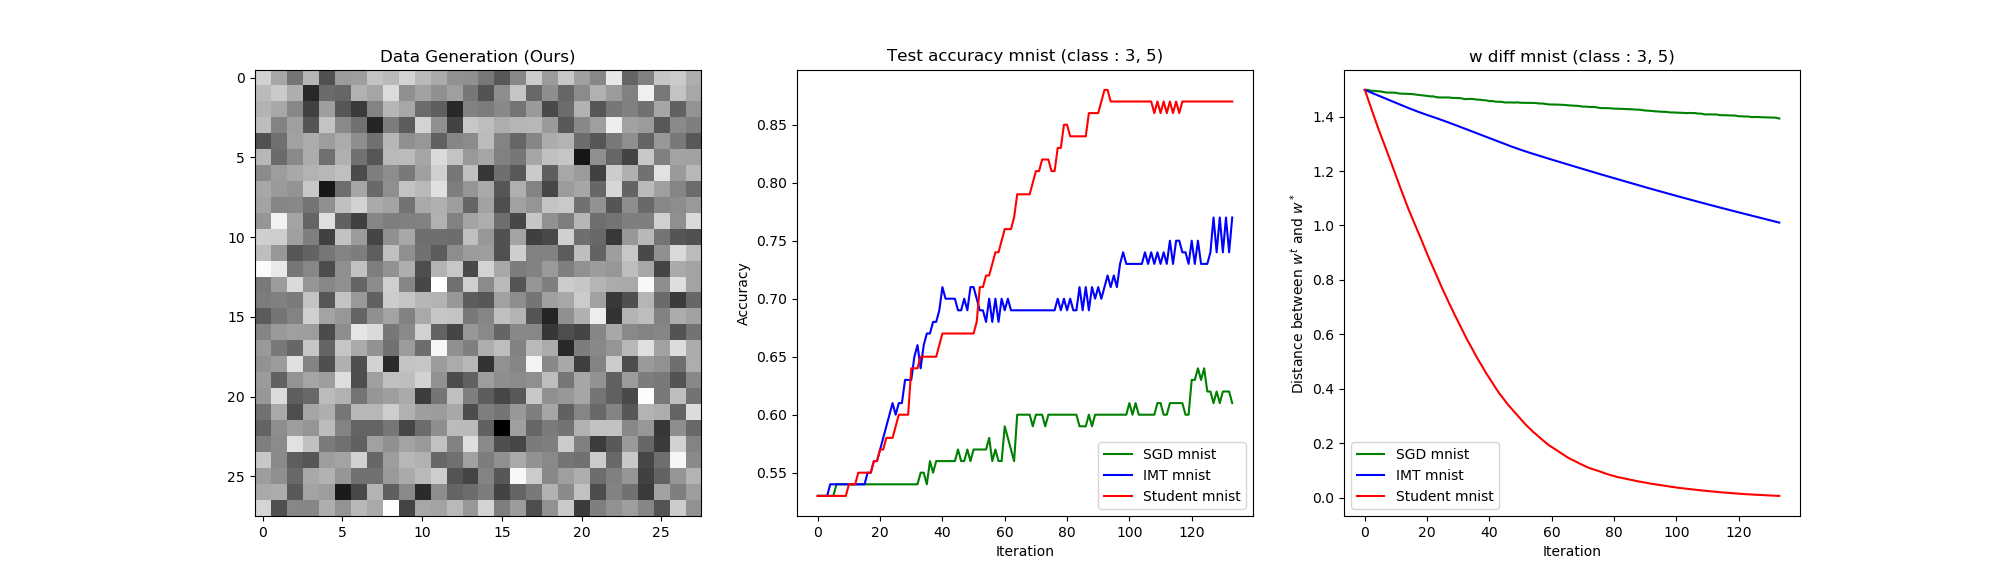 Data Generation (Ours)
0
5
10
15
20
25
0 5 10 15 20 25
Test accuracy mnist (class : 3, 5)
Accuracy
0.85
0.80
0.75
0.70
0.65
0.60
0.55
SGD mnist
IMT mnist
Student mnist
0 20 40 60 80 100 120
Iteration
w diff mnist (class : 3, 5)
Distance between w^t and w^*
1.4
1.2
1.0
0.8
0.6
0.4
0.2
0.0
SGD mnist
IMT mnist
Student mnist
0 20 40 60 80 100 120
Iteration